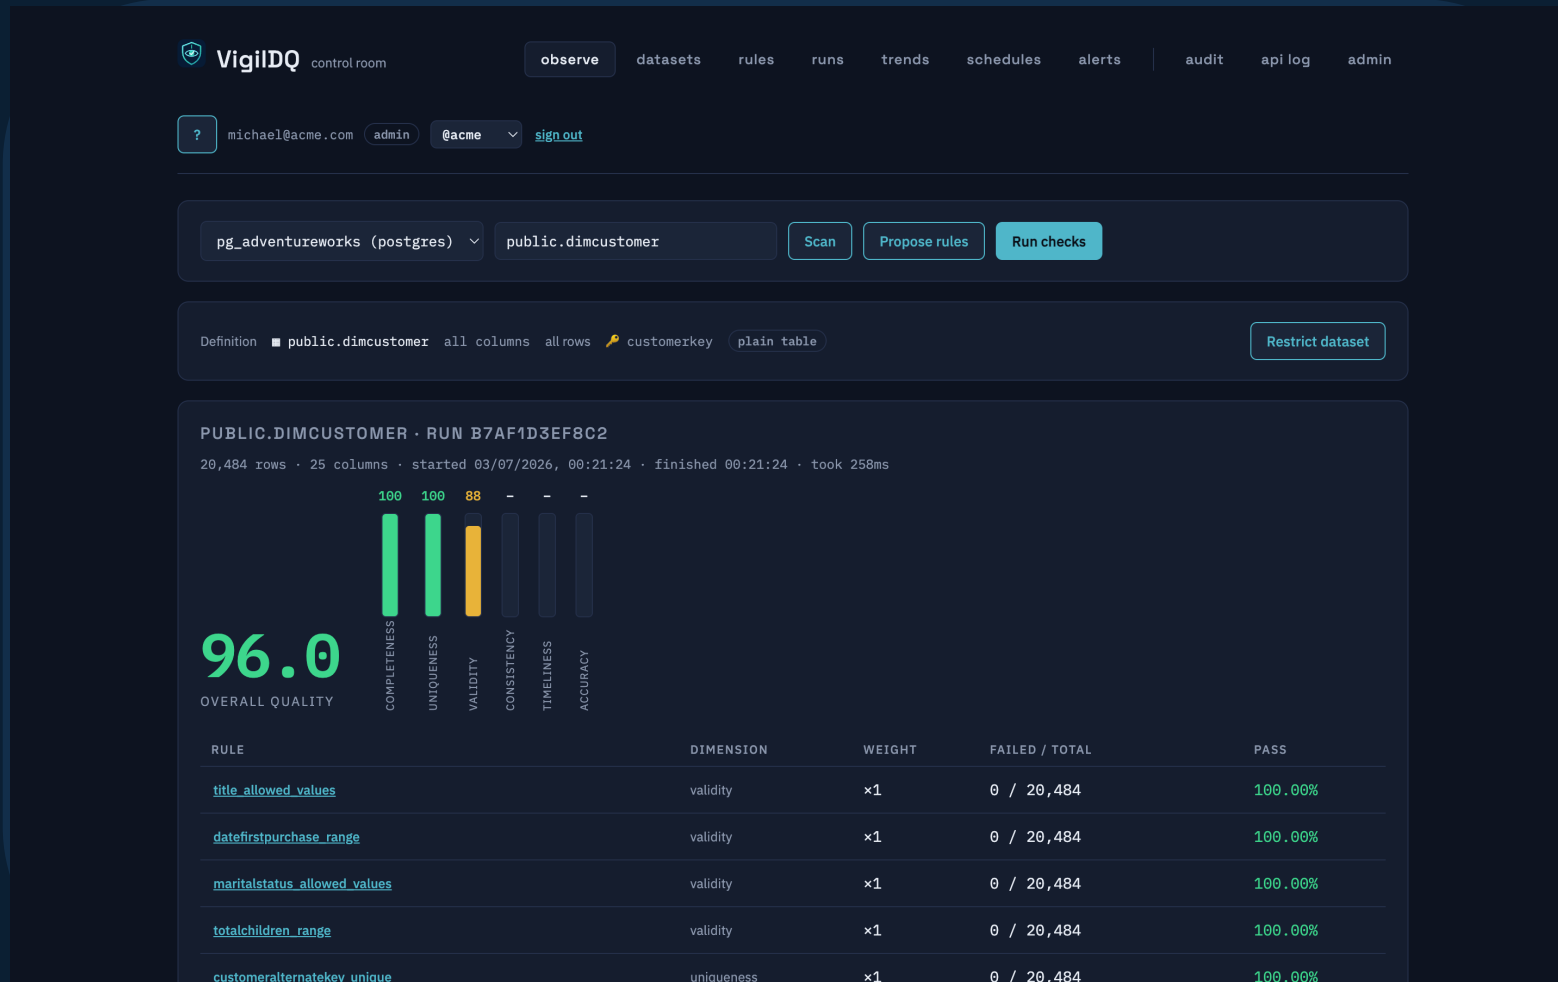 VigilDQ control room
observe datasets rules runs trends schedules alerts audit api log admin
? michael@acme.com admin @acme sign out
pg_adventureworks (postgres) public.dimcustomer Scan Propose rules Run checks
Definition public.dimcustomer all columns all rows customerkey plain table Restrict dataset
PUBLIC.DIMCUSTOMER · RUN B7AF1D3EF8C2
20,484 rows · 25 columns · started 03/07/2026, 00:21:24 · finished 00:21:24 · took 258ms
100 100 88 – – –
96.0
OVERALL QUALITY
COMPLETENESS
UNIQUENESS
VALIDITY
CONSISTENCY
TIMELINESS
ACCURACY
RULE DIMENSION WEIGHT FAILED / TOTAL PASS
title_allowed_values validity ×1 0 / 20,484 100.00%
datefirstpurchase_range validity ×1 0 / 20,484 100.00%
maritalstatus_allowed_values validity ×1 0 / 20,484 100.00%
totalchildren_range validity ×1 0 / 20,484 100.00%
customeralternatekey_unique uniqueness ×1 0 / 20,484 100.00%